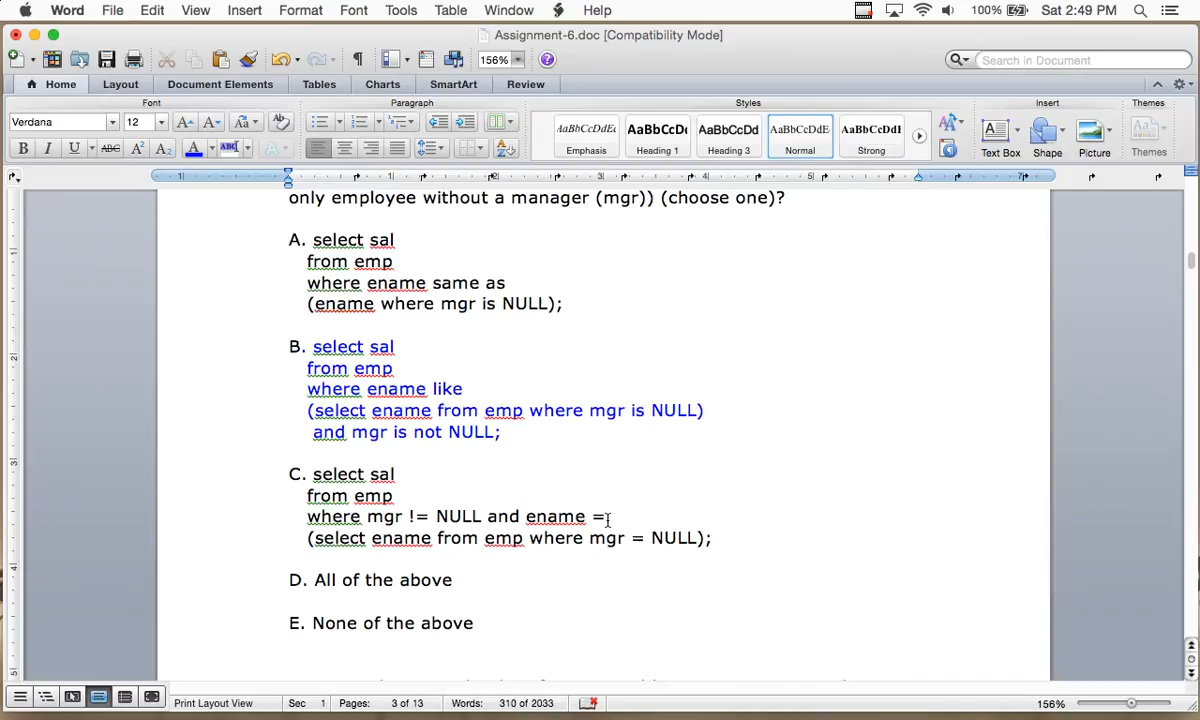 Word File Edit View Insert Format Font Tools Table Window Help 100% Sat 2:49 PM
Assignment-6.doc [Compatibility Mode]
156% Search in Document
Home Layout Document Elements Tables Charts SmartArt Review
Font Paragraph Styles Insert Themes
Verdana 12 A A Aa
AaBbCcDdEe AaBbCcDc AaBbCcDd AaBbCcDdE AaBbCcDdI
Emphasis Heading 1 Heading 3 Normal Strong Text Box Shape Picture Themes
B I U ABC A2 A2 A ABC A
only employee without a manager (mgr)) (choose one)?
A. select sal
from emp
where ename same as
(ename where mgr is NULL);
B. select sal
from emp
where ename like
(select ename from emp where mgr is NULL)
and mgr is not NULL;
C. select sal
from emp
where mgr != NULL and ename =
(select ename from emp where mgr = NULL);
D. All of the above
E. None of the above
Print Layout View Sec 1 Pages: 3 of 13 Words: 310 of 2033 156%